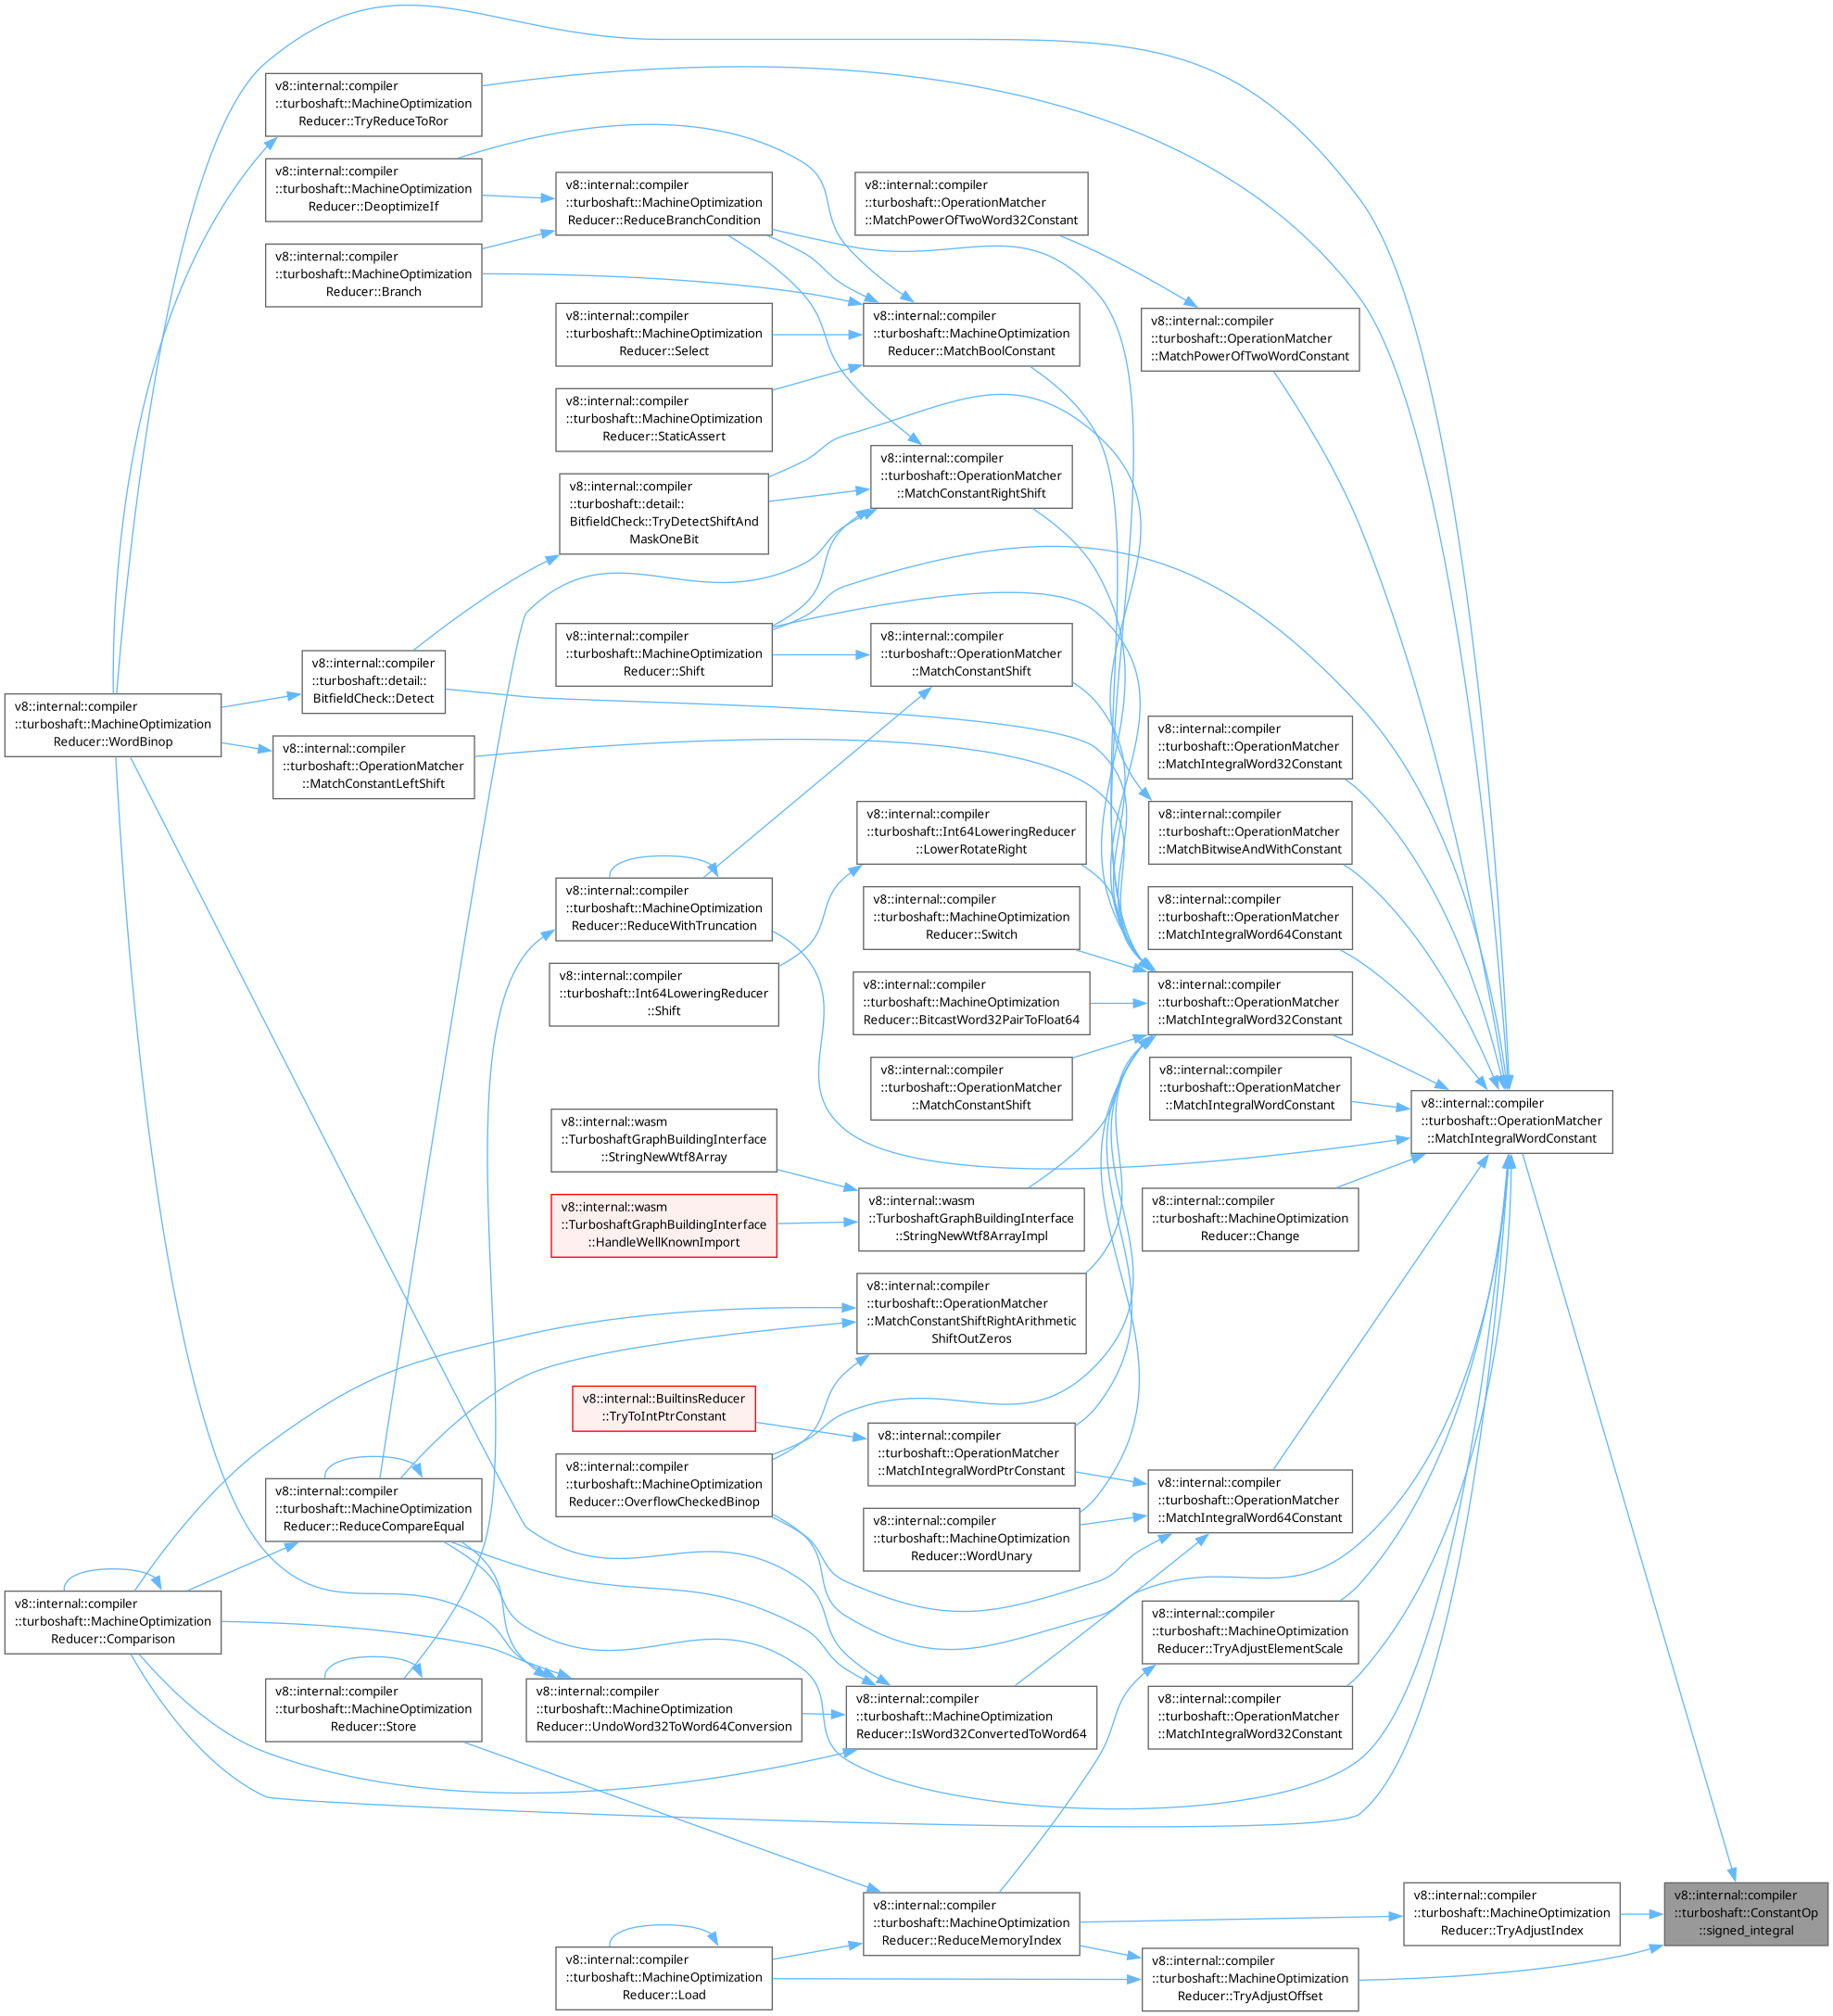 v8::internal::compiler
::turboshaft::MachineOptimization
Reducer::TryReduceToRor
v8::internal::compiler
::turboshaft::MachineOptimization
Reducer::DeoptimizeIf
v8::internal::compiler
::turboshaft::MachineOptimization
Reducer::ReduceBranchCondition
v8::internal::compiler
::turboshaft::OperationMatcher
::MatchPowerOfTwoWord32Constant
v8::internal::compiler
::turboshaft::MachineOptimization
Reducer::Branch
v8::internal::compiler
::turboshaft::MachineOptimization
Reducer::Select
v8::internal::compiler
::turboshaft::MachineOptimization
Reducer::MatchBoolConstant
v8::internal::compiler
::turboshaft::OperationMatcher
::MatchPowerOfTwoWordConstant
v8::internal::compiler
::turboshaft::MachineOptimization
Reducer::StaticAssert
v8::internal::compiler
::turboshaft::OperationMatcher
::MatchConstantRightShift
v8::internal::compiler
::turboshaft::detail::
BitfieldCheck::TryDetectShiftAnd
MaskOneBit
v8::internal::compiler
::turboshaft::MachineOptimization
Reducer::Shift
v8::internal::compiler
::turboshaft::OperationMatcher
::MatchConstantShift
v8::internal::compiler
::turboshaft::detail::
BitfieldCheck::Detect
v8::internal::compiler
::turboshaft::MachineOptimization
Reducer::WordBinop
v8::internal::compiler
::turboshaft::OperationMatcher
::MatchConstantLeftShift
v8::internal::compiler
::turboshaft::OperationMatcher
::MatchIntegralWord32Constant
v8::internal::compiler
::turboshaft::Int64LoweringReducer
::LowerRotateRight
v8::internal::compiler
::turboshaft::OperationMatcher
::MatchBitwiseAndWithConstant
v8::internal::compiler
::turboshaft::MachineOptimization
Reducer::ReduceWithTruncation
v8::internal::compiler
::turboshaft::MachineOptimization
Reducer::Switch
v8::internal::compiler
::turboshaft::OperationMatcher
::MatchIntegralWord64Constant
v8::internal::compiler
::turboshaft::Int64LoweringReducer
::Shift
v8::internal::compiler
::turboshaft::MachineOptimization
Reducer::BitcastWord32PairToFloat64
v8::internal::compiler
::turboshaft::OperationMatcher
::MatchIntegralWord32Constant
v8::internal::compiler
::turboshaft::OperationMatcher
::MatchConstantShift
v8::internal::compiler
::turboshaft::OperationMatcher
::MatchIntegralWordConstant
v8::internal::compiler
::turboshaft::OperationMatcher
::MatchIntegralWordConstant
v8::internal::wasm
::TurboshaftGraphBuildingInterface
::StringNewWtf8Array
v8::internal::wasm
::TurboshaftGraphBuildingInterface
::HandleWellKnownImport
v8::internal::wasm
::TurboshaftGraphBuildingInterface
::StringNewWtf8ArrayImpl
v8::internal::compiler
::turboshaft::MachineOptimization
Reducer::Change
v8::internal::compiler
::turboshaft::OperationMatcher
::MatchConstantShiftRightArithmetic
ShiftOutZeros
v8::internal::BuiltinsReducer
::TryToIntPtrConstant
v8::internal::compiler
::turboshaft::OperationMatcher
::MatchIntegralWordPtrConstant
v8::internal::compiler
::turboshaft::MachineOptimization
Reducer::OverflowCheckedBinop
v8::internal::compiler
::turboshaft::MachineOptimization
Reducer::ReduceCompareEqual
v8::internal::compiler
::turboshaft::OperationMatcher
::MatchIntegralWord64Constant
v8::internal::compiler
::turboshaft::MachineOptimization
Reducer::WordUnary
v8::internal::compiler
::turboshaft::MachineOptimization
Reducer::Comparison
v8::internal::compiler
::turboshaft::MachineOptimization
Reducer::TryAdjustElementScale
v8::internal::compiler
::turboshaft::MachineOptimization
Reducer::Store
v8::internal::compiler
::turboshaft::MachineOptimization
Reducer::UndoWord32ToWord64Conversion
v8::internal::compiler
::turboshaft::MachineOptimization
Reducer::IsWord32ConvertedToWord64
v8::internal::compiler
::turboshaft::OperationMatcher
::MatchIntegralWord32Constant
v8::internal::compiler
::turboshaft::MachineOptimization
Reducer::ReduceMemoryIndex
v8::internal::compiler
::turboshaft::MachineOptimization
Reducer::TryAdjustIndex
v8::internal::compiler
::turboshaft::ConstantOp
::signed_integral
v8::internal::compiler
::turboshaft::MachineOptimization
Reducer::Load
v8::internal::compiler
::turboshaft::MachineOptimization
Reducer::TryAdjustOffset